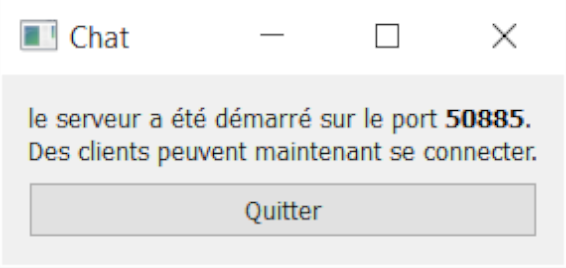 Chat
le serveur a été démarré sur le port 50885.
Des clients peuvent maintenant se connecter.
Quitter